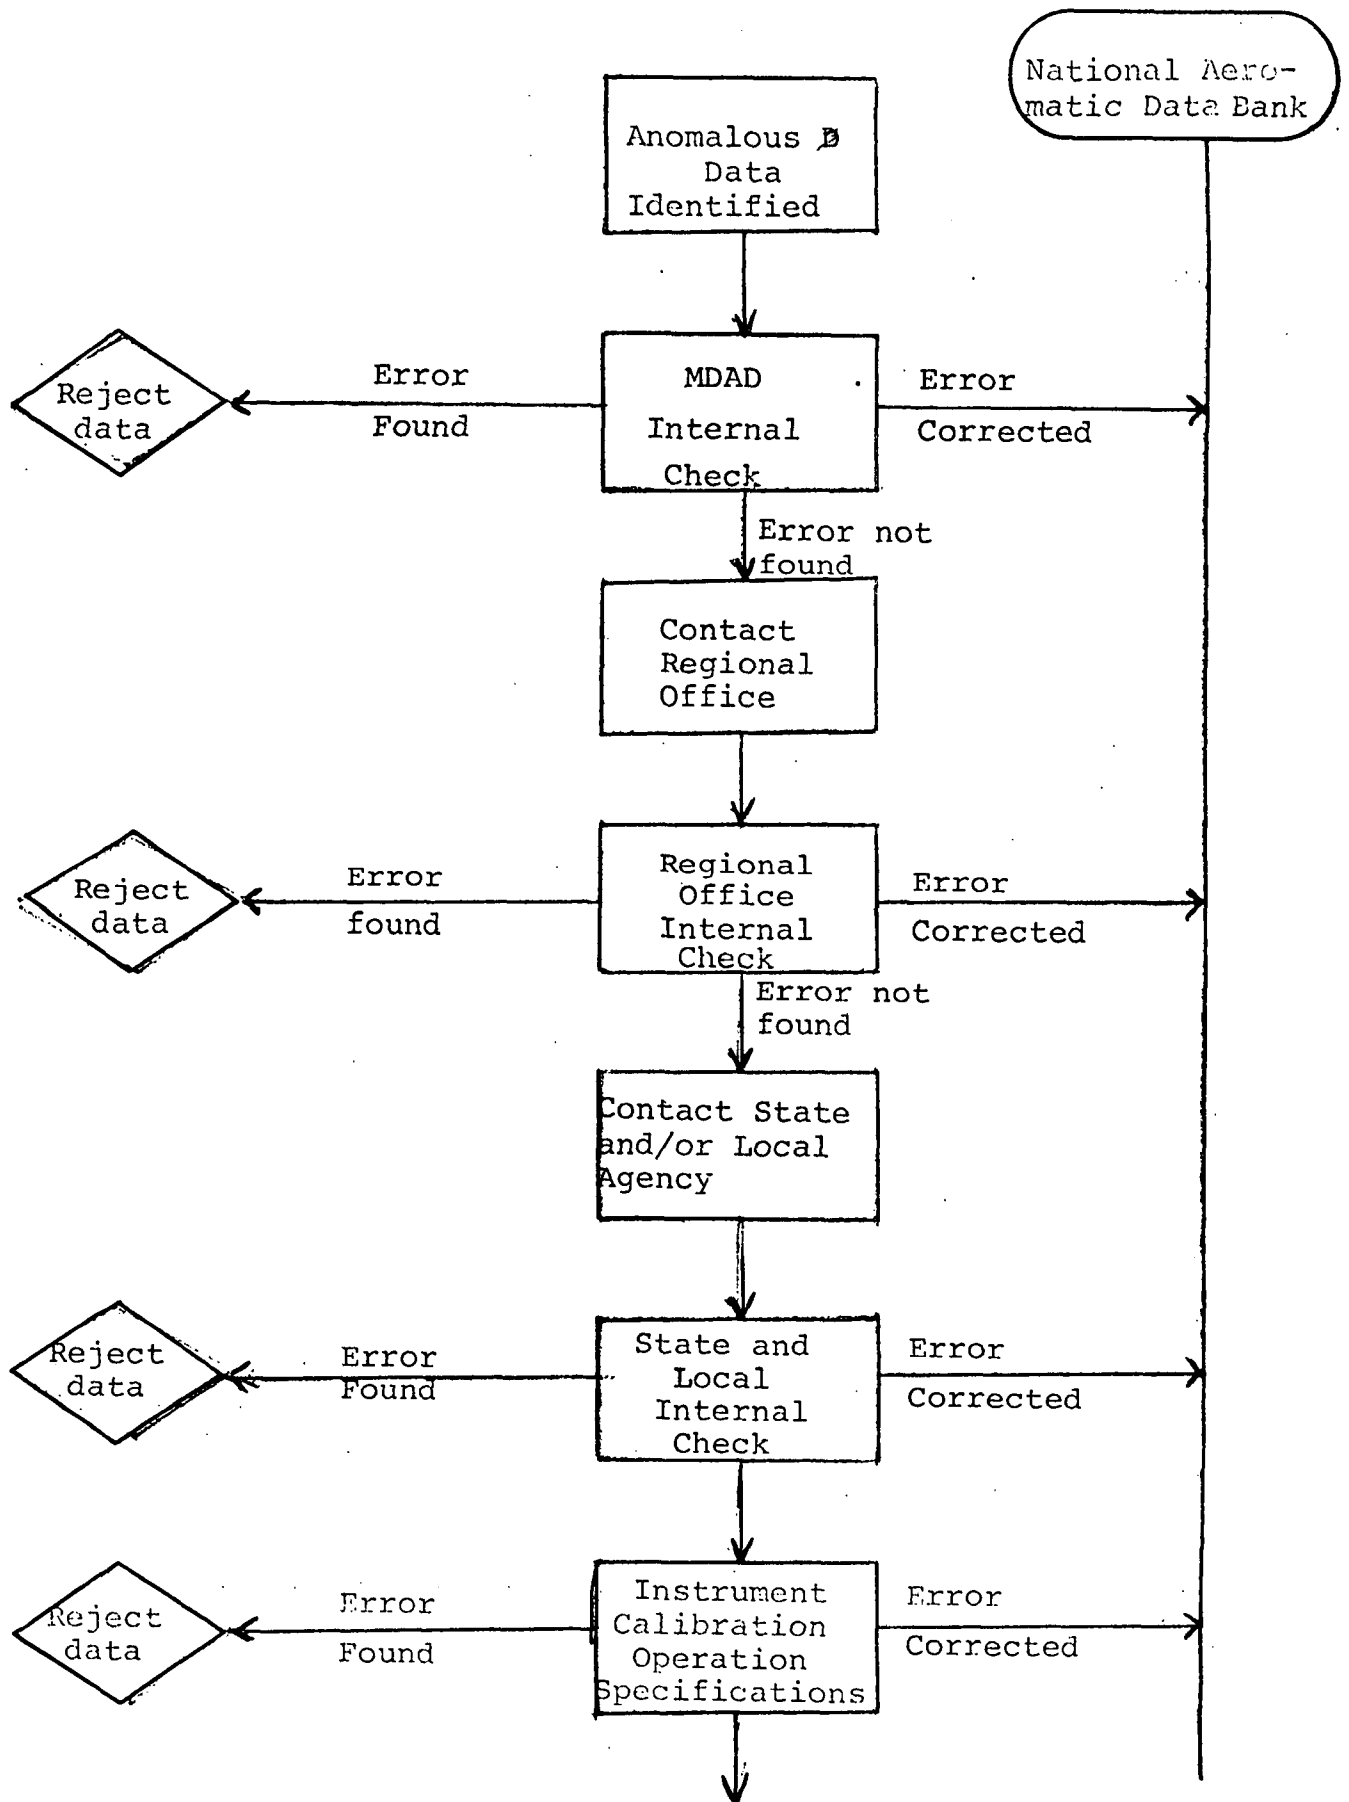 National Aero-
matic Data Bank
Anomalous
Data
Identified
Reject
data
Error
Found
MDAD
Internal
Check
Error
Corrected
Error not
found
Contact
Regional
Office
Reject
data
Error
found
Regional
Office
Internal
Check
Error
Corrected
Error not
found
Contact State
and/or Local
Agency
Reject
data
Error
Found
State and
Local
Internal
Check
Error
Corrected
Reject
data
Error
Found
Instrument
Calibration
Operation
Specifications
Error
Corrected